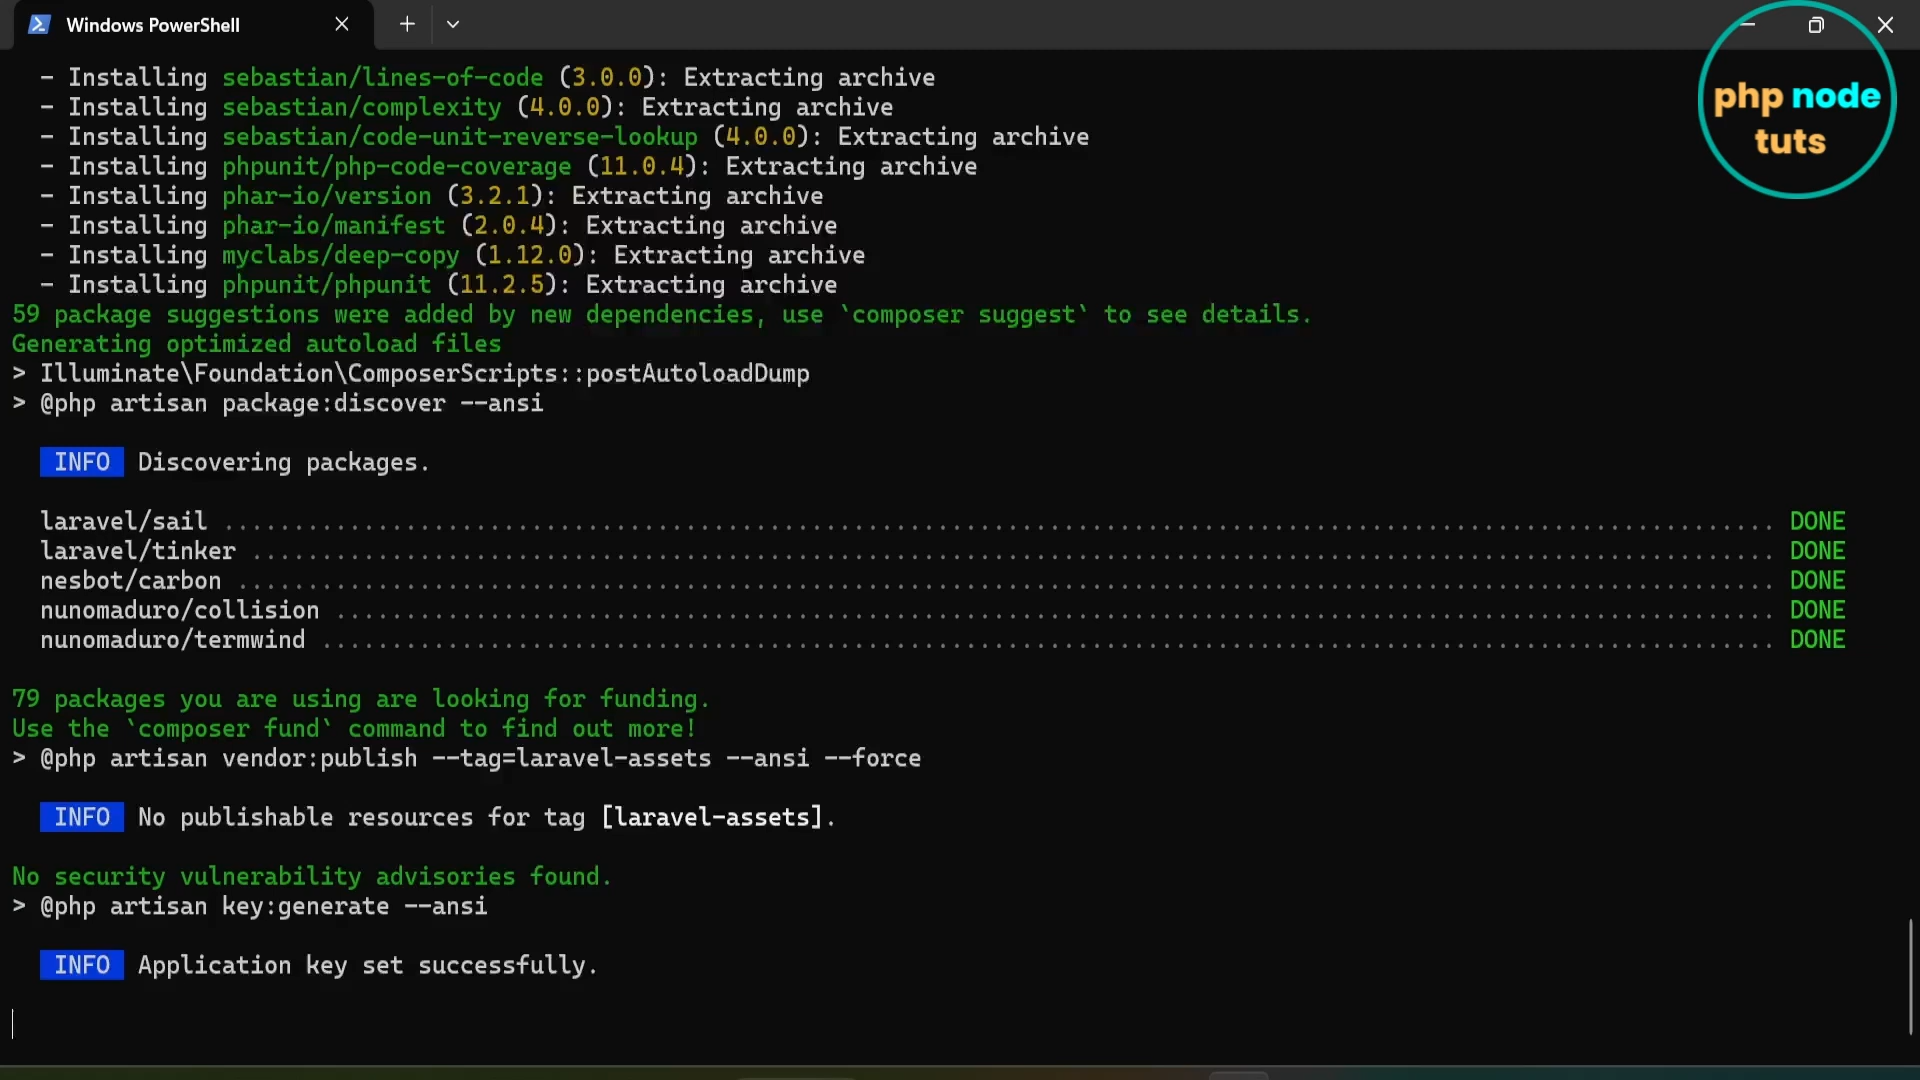 Windows PowerShell
php node
tuts
- Installing sebastian/lines-of-code (3.0.0): Extracting archive
- Installing sebastian/complexity (4.0.0): Extracting archive
- Installing sebastian/code-unit-reverse-lookup (4.0.0): Extracting archive
- Installing phpunit/php-code-coverage (11.0.4): Extracting archive
- Installing phar-io/version (3.2.1): Extracting archive
- Installing phar-io/manifest (2.0.4): Extracting archive
- Installing myclabs/deep-copy (1.12.0): Extracting archive
- Installing phpunit/phpunit (11.2.5): Extracting archive
59 package suggestions were added by new dependencies, use `composer suggest` to see details.
Generating optimized autoload files
> Illuminate\Foundation\ComposerScripts::postAutoloadDump
> @php artisan package:discover --ansi
INFO Discovering packages.
laravel/sail .............................................................................................................. DONE
laravel/tinker ............................................................................................................ DONE
nesbot/carbon ............................................................................................................. DONE
nunomaduro/collision ...................................................................................................... DONE
nunomaduro/termwind ....................................................................................................... DONE
79 packages you are using are looking for funding.
Use the `composer fund` command to find out more!
> @php artisan vendor:publish --tag=laravel-assets --ansi --force
INFO No publishable resources for tag [laravel-assets].
No security vulnerability advisories found.
> @php artisan key:generate --ansi
INFO Application key set successfully.